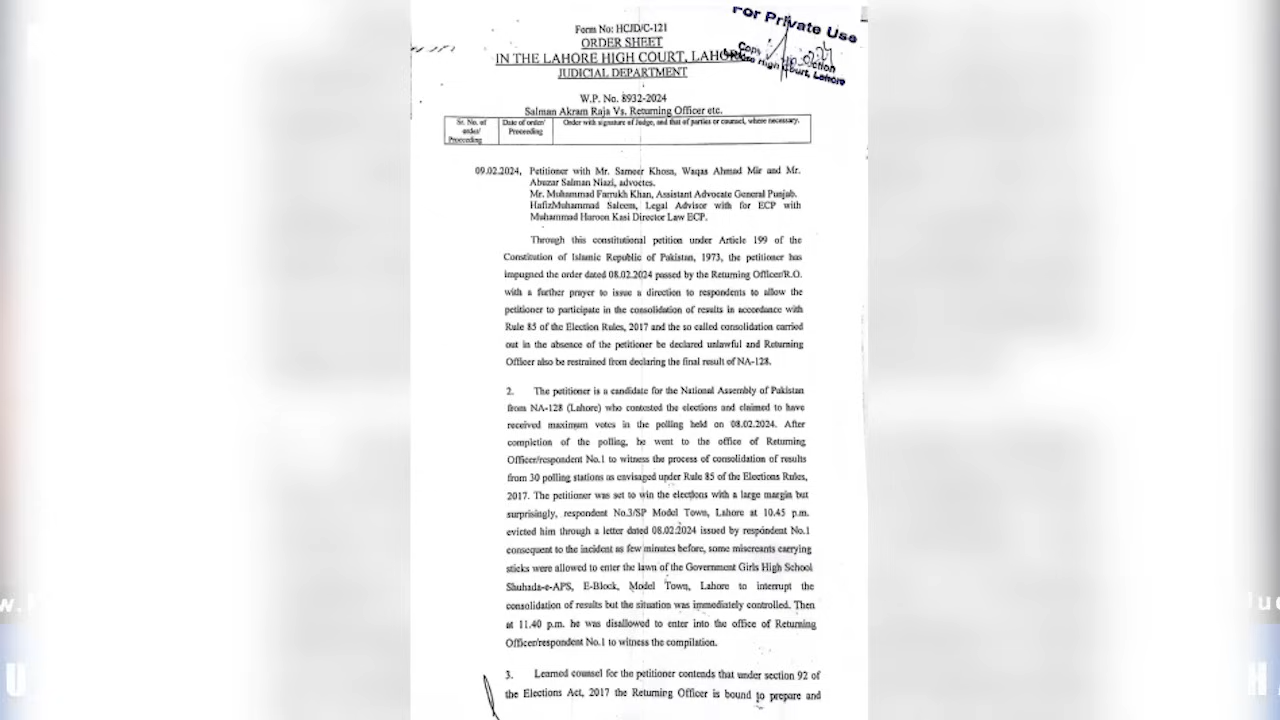 For Private Use
Form No: HCJD/C-121
ORDER SHEET
IN THE LAHORE HIGH COURT, LAHORE
JUDICIAL DEPARTMENT
Copy
High Court, Lahore
W.P. No. 8932-2024
Salman Akram Raja Vs. Returning Officer etc.
Sr. No. of order/ Proceeding
Date of order/ Proceeding
Order with signature of Judge, and that of parties or counsel, where necessary.
09.02.2024, Petitioner with Mr. Sameer Khosa, Waqas Ahmad Mir and Mr.
Abuzar Salman Niazi, advoctes.
Mr. Muhammad Farrukh Khan, Assistant Advocate General Punjab.
HafizMuhammad Saleem, Legal Advisor with for ECP with
Muhammad Haroon Kasi Director Law ECP.
Through this constitutional petition under Article 199 of the
Constitution of Islamic Republic of Pakistan, 1973, the petitioner has
impugned the order dated 08.02.2024 passed by the Returning Officer/R.O.
with a further prayer to issue a direction to respondents to allow the
petitioner to participate in the consolidation of results in accordance with
Rule 85 of the Election Rules, 2017 and the so called consolidation carried
out in the absence of the petitioner be declared unlawful and Returning
Officer also be restrained from declaring the final result of NA-128.
2. The petitioner is a candidate for the National Assembly of Pakistan
from NA-128 (Lahore) who contested the elections and claimed to have
received maximum votes in the polling held on 08.02.2024. After
completion of the polling, he went to the office of Returning
Officer/respondent No.1 to witness the process of consolidation of results
from 30 polling stations as envisaged under Rule 85 of the Elections Rules,
2017. The petitioner was set to win the elections with a large margin but
surprisingly, respondent No.3/SP Model Town, Lahore at 10.45 p.m.
evicted him through a letter dated 08.02.2024 issued by respondent No.1
consequent to the incident as few minutes before, some miscreants carrying
sticks were allowed to enter the lawn of the Government Girls High School
Shuhada-e-APS, E-Block, Model Town, Lahore to interrupt the
consolidation of results but the situation was immediately controlled. Then
at 11.40 p.m. he was disallowed to enter into the office of Returning
Officer/respondent No.1 to witness the compilation.
3. Learned counsel for the petitioner contends that under section 92 of
the Elections Act, 2017 the Returning Officer is bound to prepare and